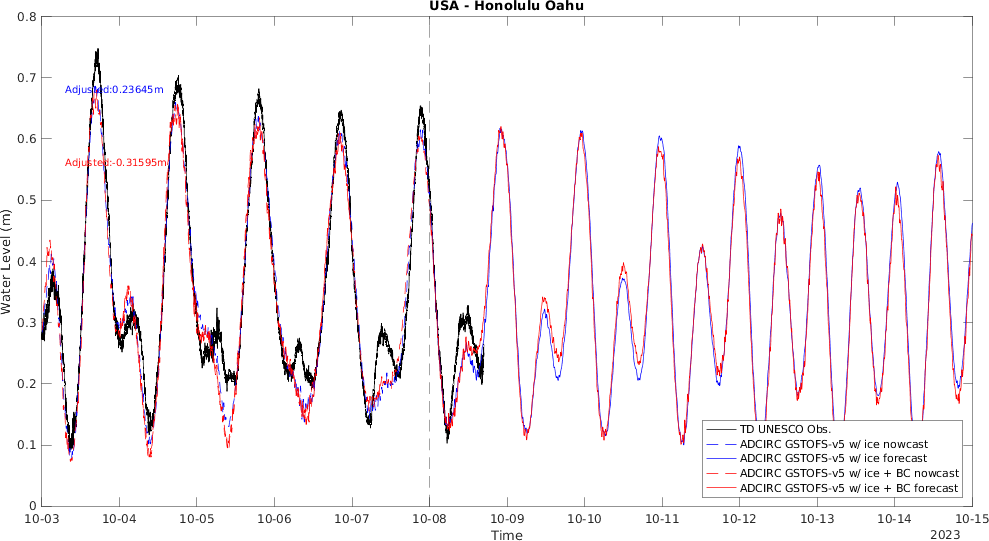 USA - Honolulu Oahu
0.8
0.7
0.6
0.5
0.4
0.3
0.2
0.1
0
Water Level (m)
Adjusted:0.23645m
Adjusted:-0.31595m
TD UNESCO Obs.
ADCIRC GSTOFS-v5 w/ ice nowcast
ADCIRC GSTOFS-v5 w/ ice forecast
ADCIRC GSTOFS-v5 w/ ice + BC nowcast
ADCIRC GSTOFS-v5 w/ ice + BC forecast
10-03 10-04 10-05 10-06 10-07 10-08 10-09 10-10 10-11 10-12 10-13 10-14 10-15
Time
2023